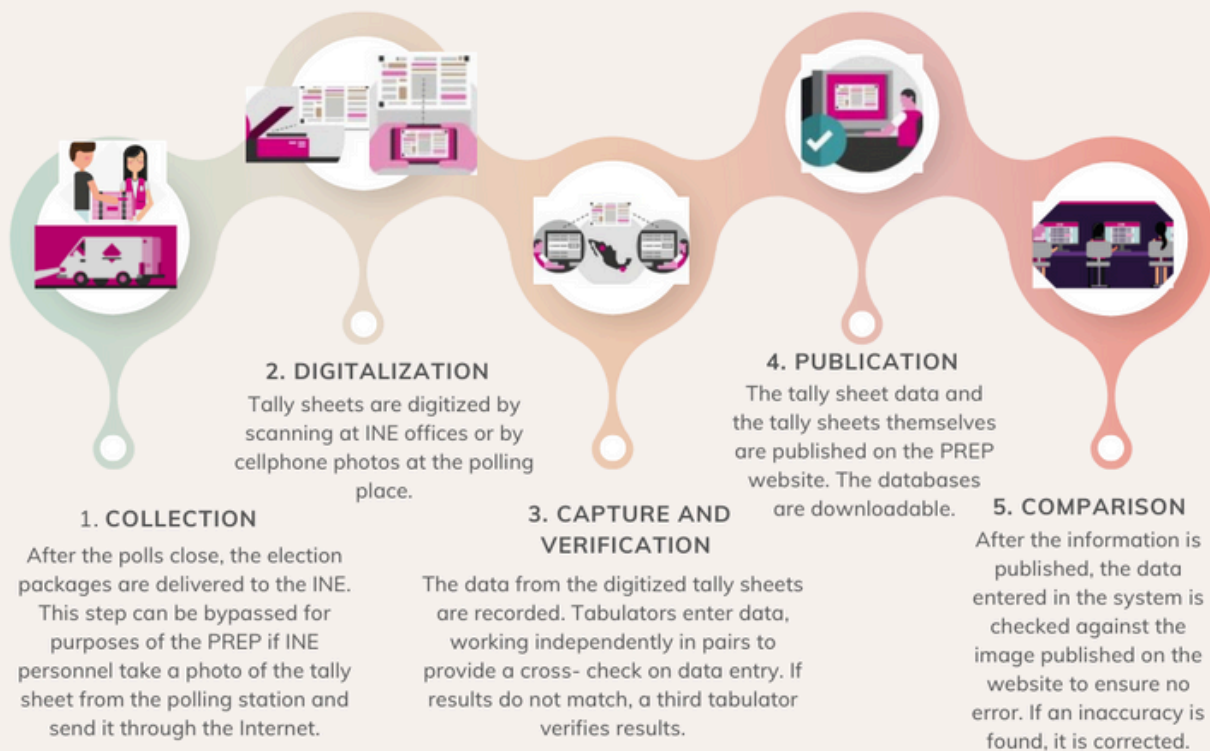 1. COLLECTION
After the polls close, the election
packages are delivered to the INE.
This step can be bypassed for
purposes of the PREP if INE
personnel take a photo of the tally
sheet from the polling station and
send it through the Internet.
2. DIGITALIZATION
Tally sheets are digitized by
scanning at INE offices or by
cellphone photos at the polling
place.
3. CAPTURE AND
VERIFICATION
The data from the digitized tally sheets
are recorded. Tabulators enter data,
working independently in pairs to
provide a cross- check on data entry. If
results do not match, a third tabulator
verifies results.
4. PUBLICATION
The tally sheet data and
the tally sheets themselves
are published on the PREP
website. The databases
are downloadable.
5. COMPARISON
After the information is
published, the data
entered in the system is
checked against the
image published on the
website to ensure no
error. If an inaccuracy is
found, it is corrected.